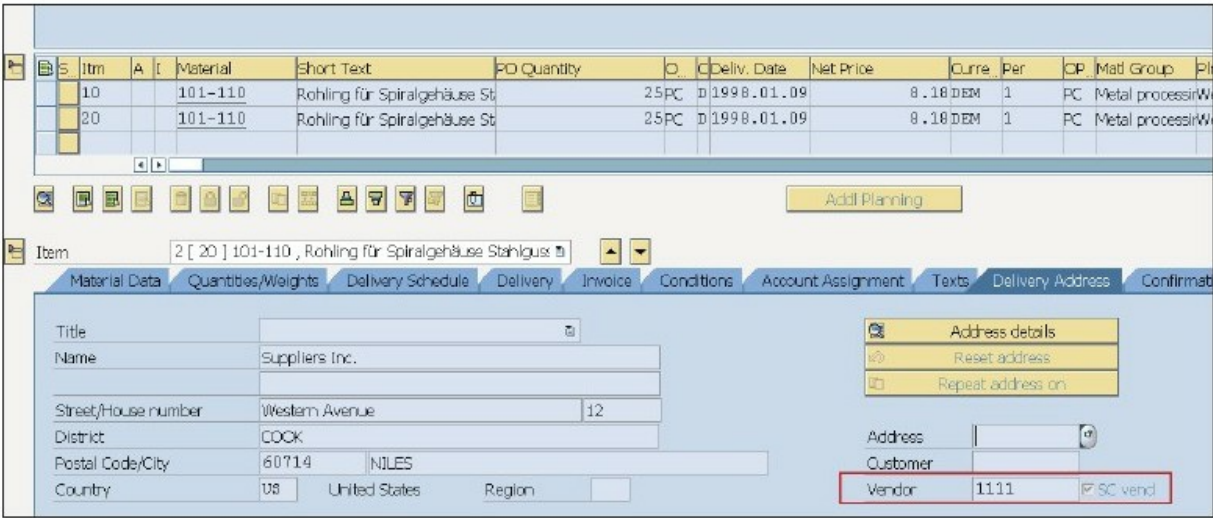 S.. Itm A I Material Short Text PO Quantity O... C Deliv. Date Net Price Curre... Per OP... Matl Group Pln
10 101-110 Rohling für Spiralgehäuse St 25 PC D 1998.01.09 8.18 DEM 1 PC Metal processin We
20 101-110 Rohling für Spiralgehäuse St 25 PC D 1998.01.09 8.18 DEM 1 PC Metal processin We
Addl Planning
Item 2 [ 20 ] 101-110 , Rohling für Spiralgehäuse Stahlguss
Material Data Quantities/Weights Delivery Schedule Delivery Invoice Conditions Account Assignment Texts Delivery Address Confirmat
Title Address details
Name Suppliers Inc. Reset address
Repeat address on
Street/House number Western Avenue 12
District COOK Address
Postal Code/City 60714 NILES Customer
Country US United States Region Vendor 1111 SC vend